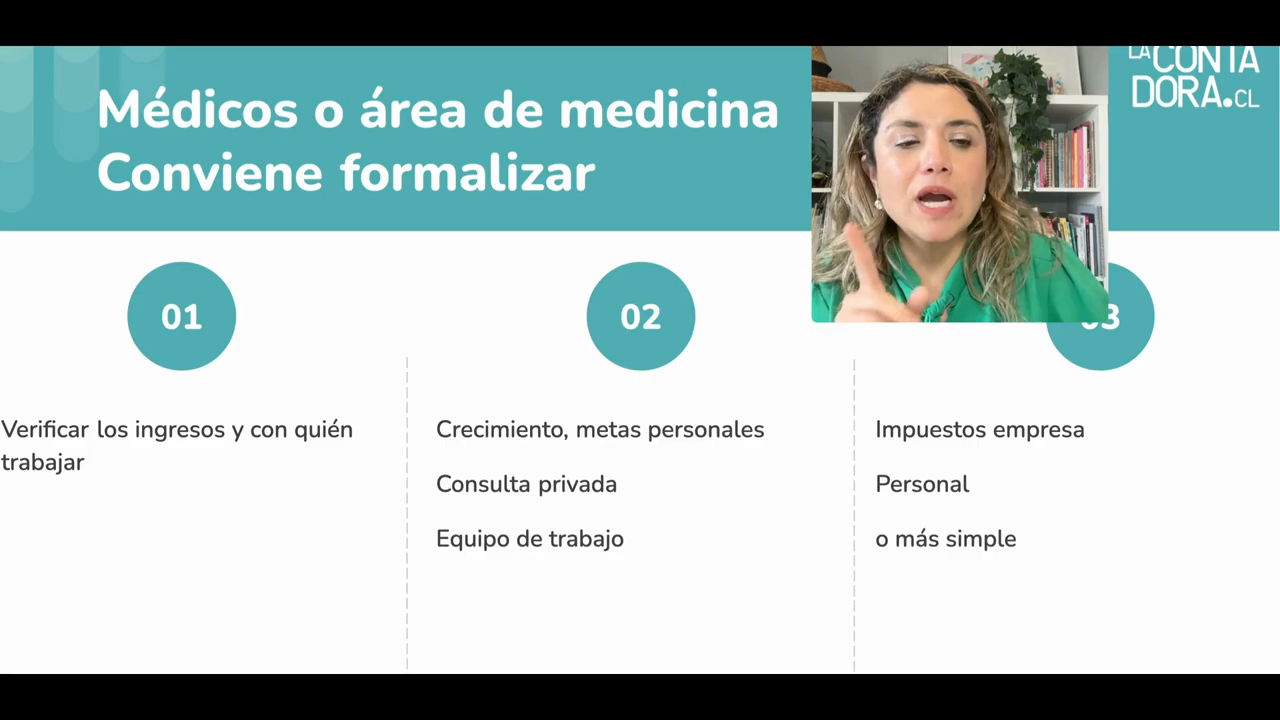 Médicos o área de medicina
Conviene formalizar
LA CONTA
DORA.CL
01
02
03
Verificar los ingresos y con quién
trabajar
Crecimiento, metas personales
Consulta privada
Equipo de trabajo
Impuestos empresa
Personal
o más simple